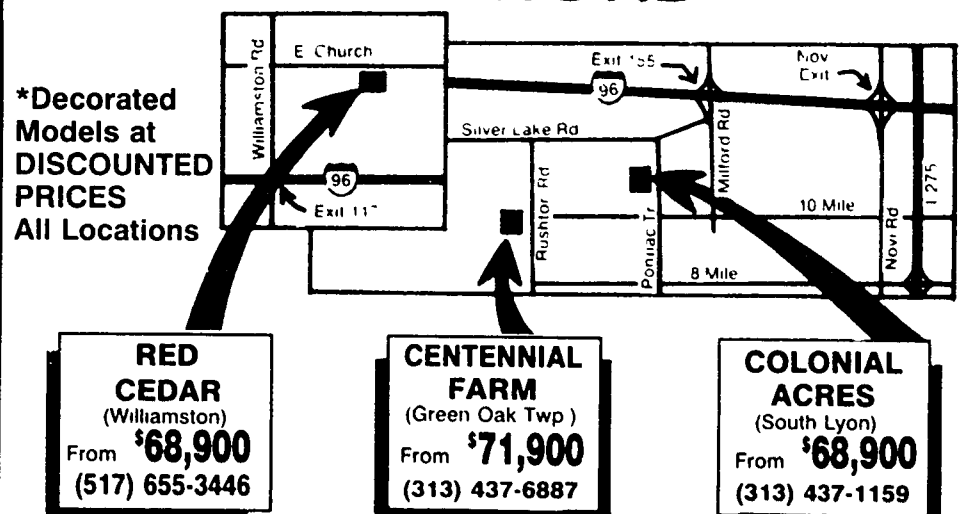 *Decorated
Models at
DISCOUNTED
PRICES
All Locations
Williamston Rd
E. Church
96
Exit
Exit
96
Nov
Exit
Silver Lake Rd
Milford Rd
Rushton Rd
Pontiac Tr
10 Mile
8 Mile
Novi Rd
I 275
RED
CEDAR
(Williamston)
From $68,900
(517) 655-3446
CENTENNIAL
FARM
(Green Oak Twp)
From $71,900
(313) 437-6887
COLONIAL
ACRES
(South Lyon)
From $68,900
(313) 437-1159